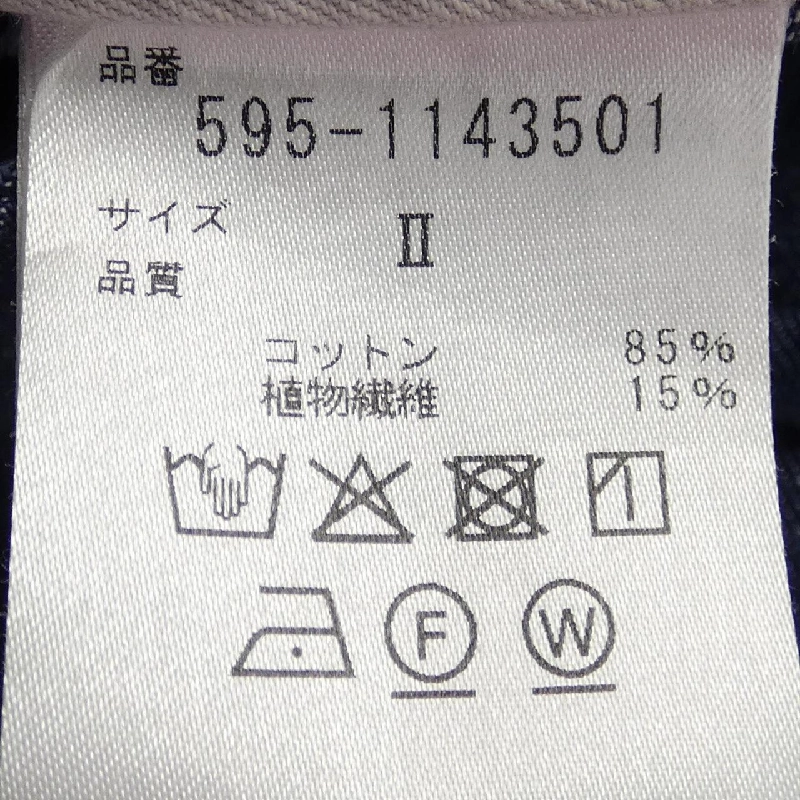 品番
595-1143501
サイズ Ⅱ
品質
コットン 85%
植物繊維 15%
F W